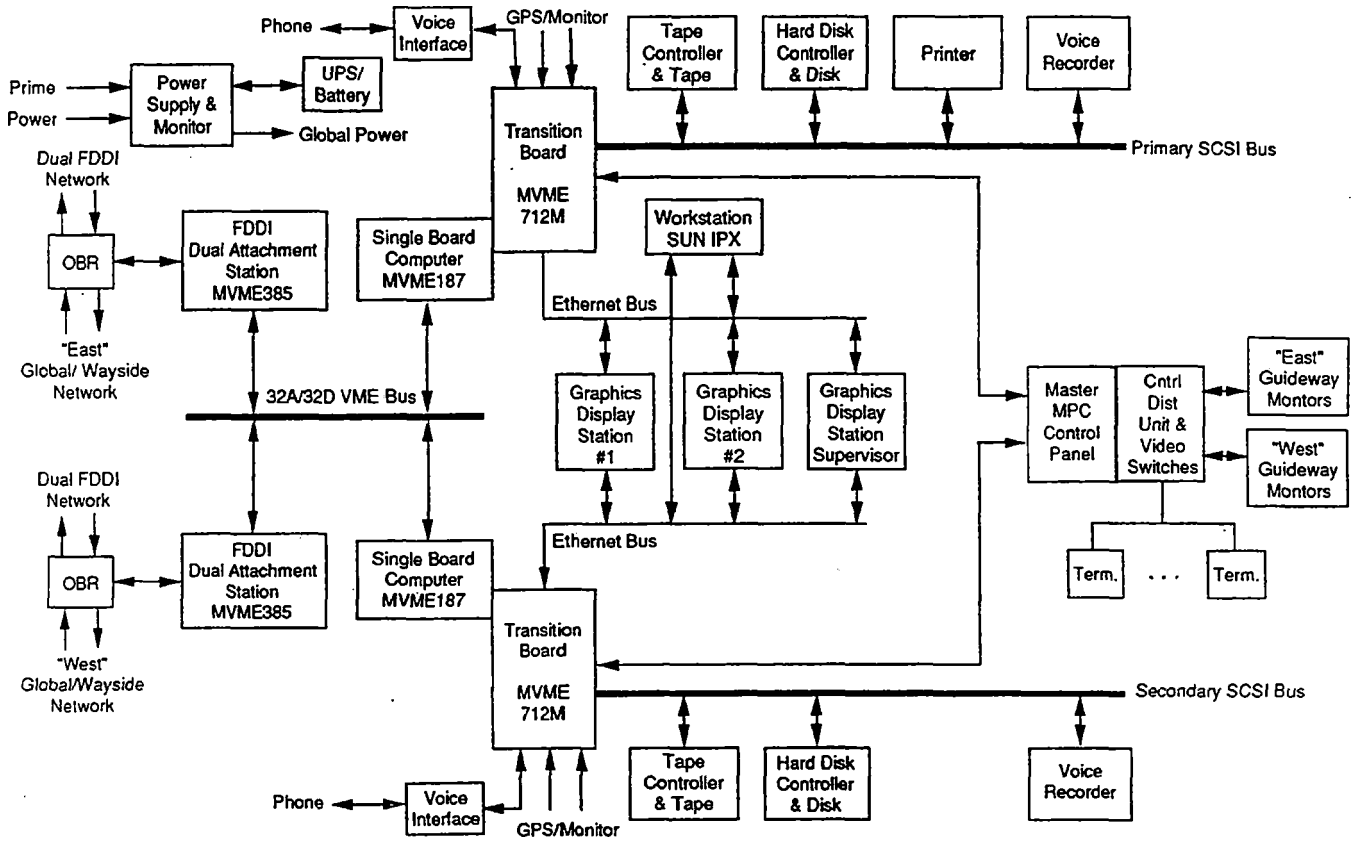 Phone
Voice
Interface
GPS/Monitor
Tape
Controller
& Tape
Hard Disk
Controller
& Disk
Printer
Voice
Recorder
Prime
Power
Power
Supply &
Monitor
UPS/
Battery
Global Power
Transition
Board
MVME
712M
Primary SCSI Bus
Dual FDDI
Network
OBR
FDDI
Dual Attachment
Station
MVME385
Single Board
Computer
MVME187
Workstation
SUN IPX
"East"
Global/ Wayside
Network
Ethernet Bus
32A/32D VME Bus
Graphics
Display
Station
#1
Graphics
Display
Station
#2
Graphics
Display
Station
Supervisor
Master
MPC
Control
Panel
Cntrl
Dist
Unit &
Video
Switches
"East"
Guideway
Montors
"West"
Guideway
Montors
Dual FDDI
Network
OBR
FDDI
Dual Attachment
Station
MVME385
Single Board
Computer
MVME187
Ethernet Bus
Term.
. . .
Term.
"West"
Global/Wayside
Network
Transition
Board
MVME
712M
Secondary SCSI Bus
Tape
Controller
& Tape
Hard Disk
Controller
& Disk
Voice
Recorder
Phone
Voice
Interface
GPS/Monitor